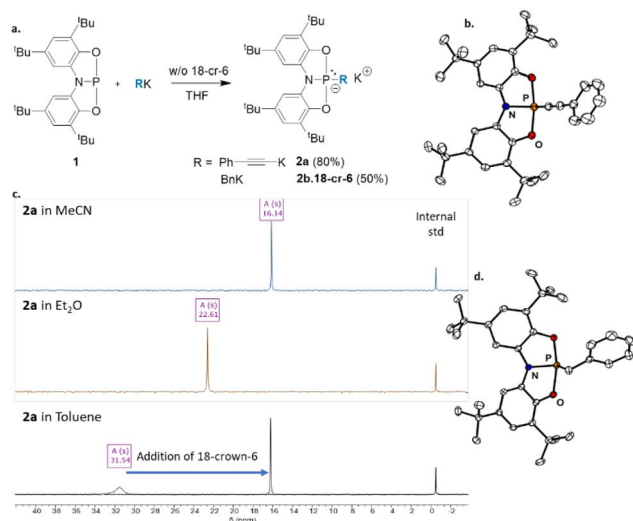 a.
b.
tBu
tBu
O
N
P
O
tBu
tBu
1
+
RK
w/o 18-cr-6
THF
tBu
tBu
O
N
P
R
K⊕
⊖
O
tBu
tBu
R = Ph K 2a (80%)
BnK 2b.18-cr-6 (50%)
P
N
O
c.
2a in MeCN
A (s)
16.14
Internal
std
2a in Et2O
A (s)
22.61
d.
P
N
O
2a in Toluene
A (s)
31.54
Addition of 18-crown-6
40 38 36 34 32 30 28 26 24 22 20 18 16 14 12 10 8 6 4 2 0 -2